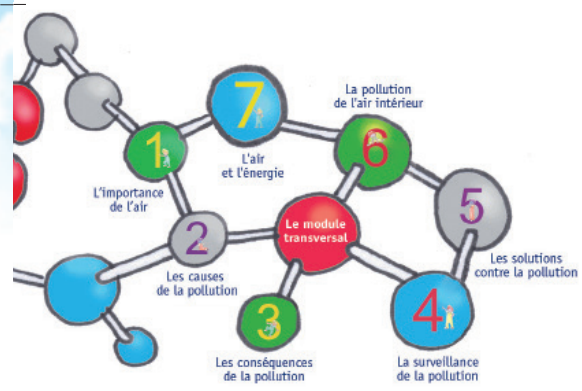 7
La pollution
de l'air intérieur
1
6
L'air
et l'énergie
L'importance
de l'air
5
2
Le module
transversal
Les solutions
contre la pollution
Les causes
de la pollution
4
3
Les conséquences
de la pollution
La surveillance
de la pollution